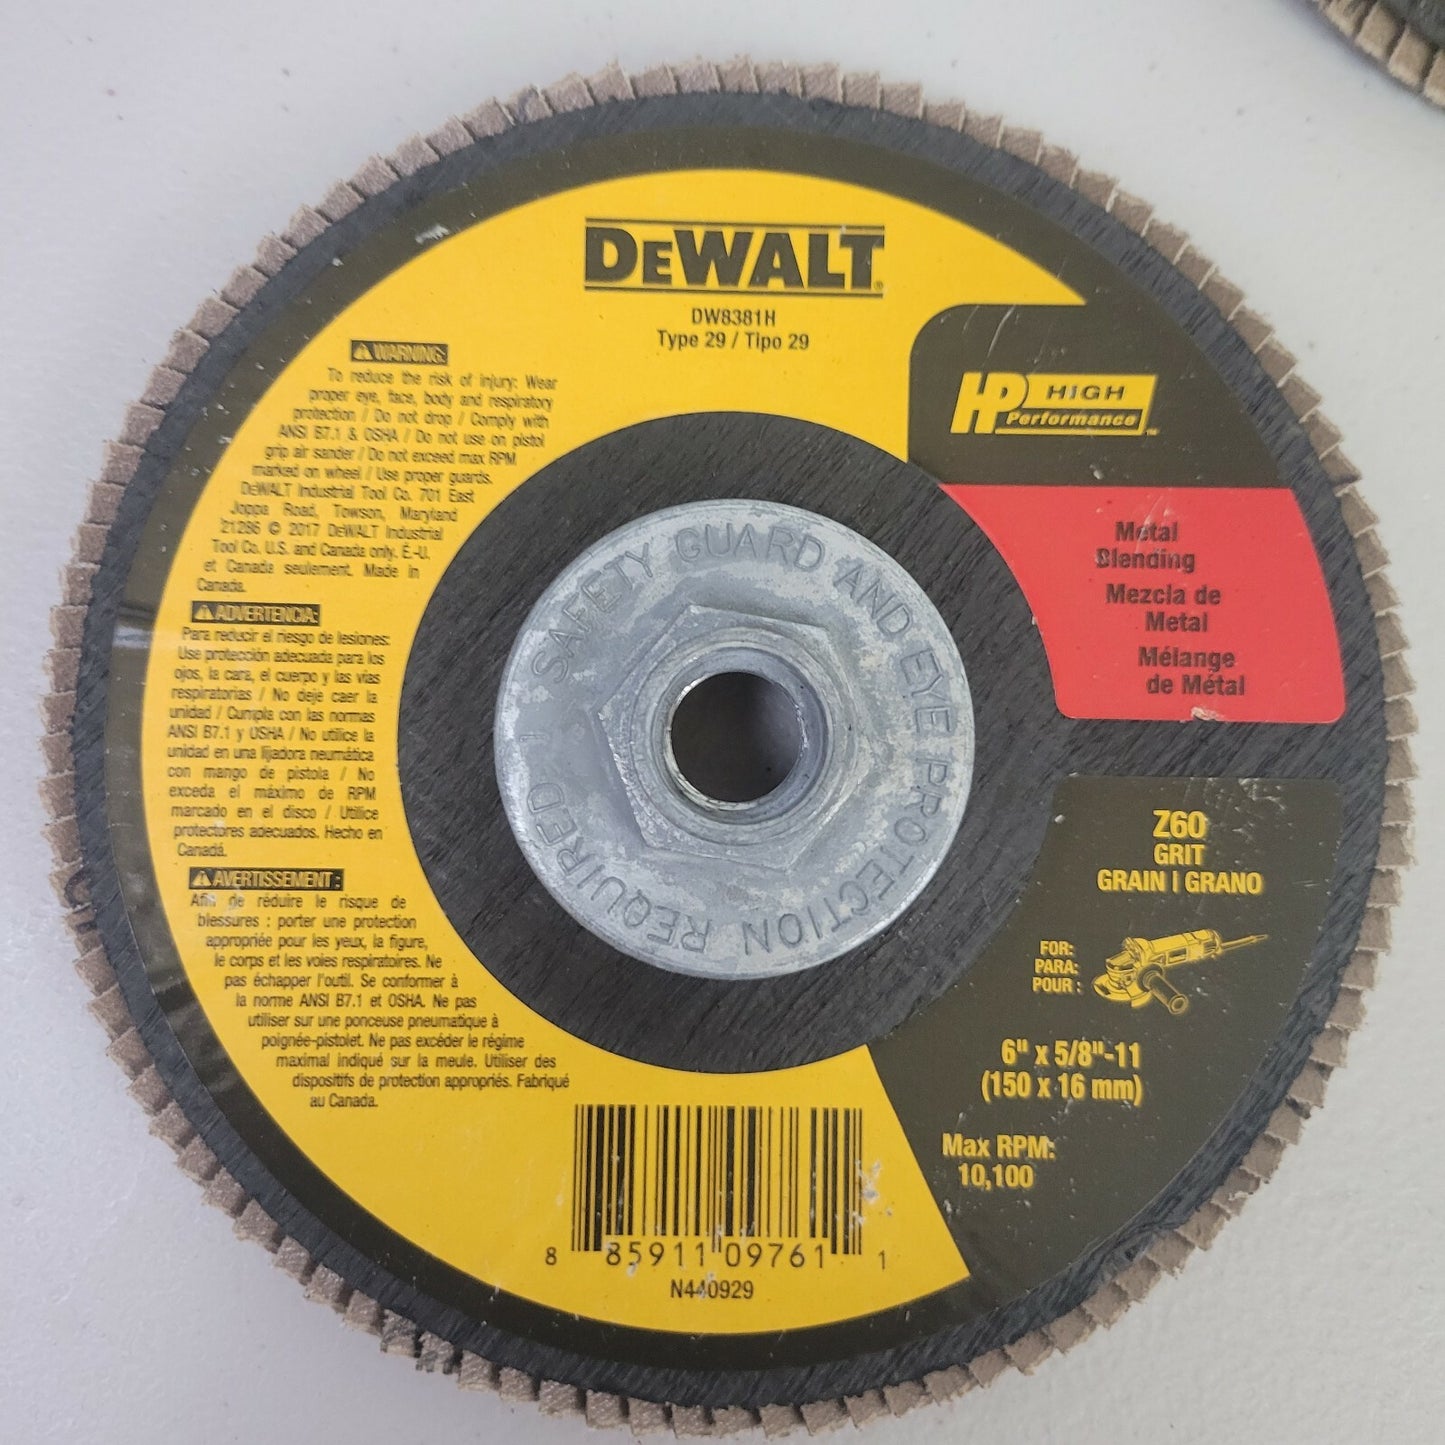 DEWALT
DW8381H
Type 29 / Tipo 29
WARNING:
To reduce the risk of injury: Wear
proper eye, face, body and respiratory
protection / Do not drop / Comply with
ANSI B7.1 & OSHA / Do not use on pistol
grip air sander / Do not exceed max RPM
marked on wheel / Use proper guards.
DeWALT Industrial Tool Co. 701 East
Joppa Road, Towson, Maryland
21286 © 2017 DeWALT Industrial
Tool Co. U.S. and Canada only. É.-U.
et Canada seulement. Made in
Canada.
ADVERTENCIA:
Para reducir el riesgo de lesiones:
Use protección adecuada para los
ojos, la cara, el cuerpo y las vías
respiratorias / No deje caer la
unidad / Cumpla con las normas
ANSI B7.1 y OSHA / No utilice la
unidad en una lijadora neumática
con mango de pistola / No
exceda el máximo de RPM
marcado en el disco / Utilice
protectores adecuados. Hecho en
Canadá.
AVERTISSEMENT :
Afin de réduire le risque de
blessures : porter une protection
appropriée pour les yeux, la figure,
le corps et les voies respiratoires. Ne
pas échapper l'outil. Se conformer à
la norme ANSI B7.1 et OSHA. Ne pas
utiliser sur une ponceuse pneumatique à
poignée-pistolet. Ne pas excéder le régime
maximal indiqué sur la meule. Utiliser des
dispositifs de protection appropriés. Fabriqué
au Canada.
SAFETY GUARD AND EYE PROTECTION REQUIRED |
HP HIGH
Performance™
Metal
Blending
Mezcla de
Metal
Mélange
de Métal
Z60
GRIT
GRAIN | GRANO
FOR:
PARA:
POUR :
6" x 5/8"-11
(150 x 16 mm)
Max RPM:
10,100
8 85911 09761 1
N440929